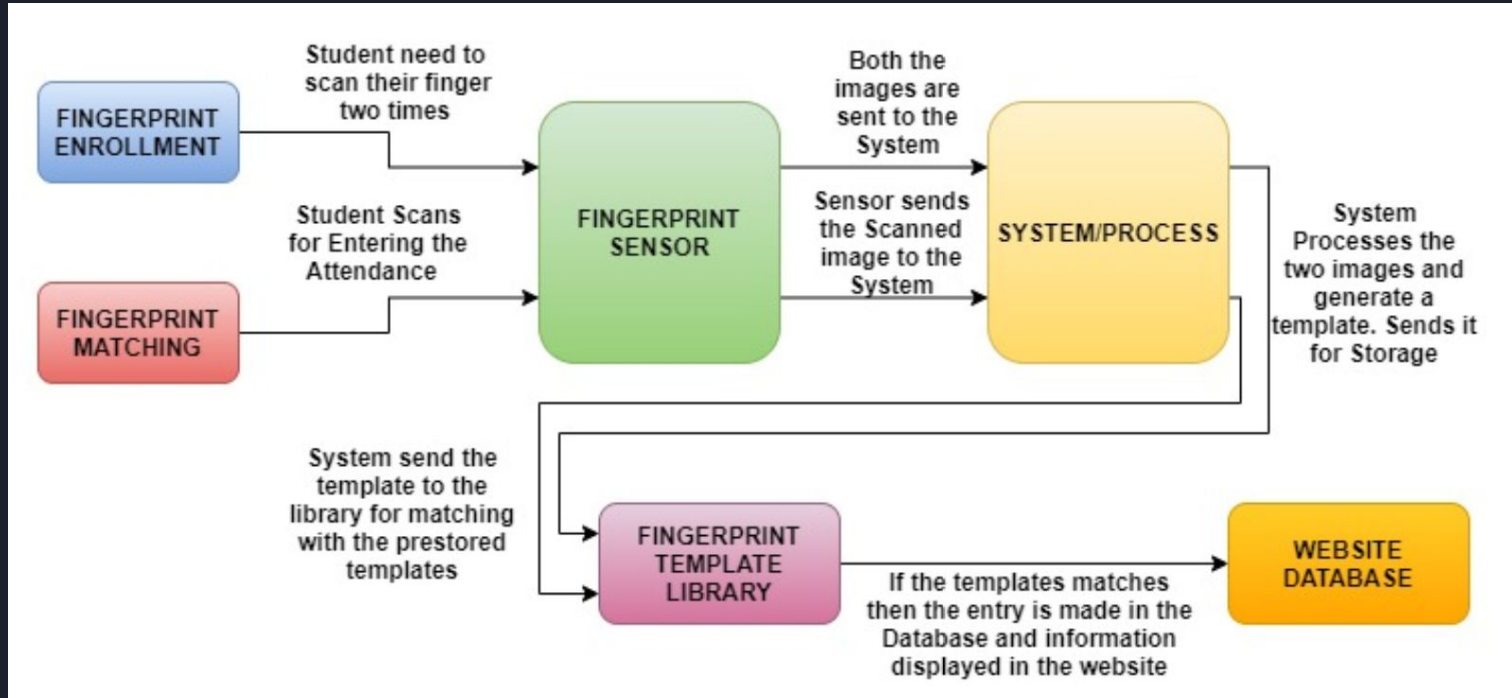 Student need to
scan their finger
two times
FINGERPRINT
ENROLLMENT
Both the
images are
sent to the
System
Student Scans
for Entering the
Attendance
FINGERPRINT
MATCHING
FINGERPRINT
SENSOR
Sensor sends
the Scanned
image to the
System
SYSTEM/PROCESS
System
Processes the
two images and
generate a
template. Sends it
for Storage
System send the
template to the
library for matching
with the prestored
templates
FINGERPRINT
TEMPLATE
LIBRARY
If the templates matches
then the entry is made in the
Database and information
displayed in the website
WEBSITE
DATABASE